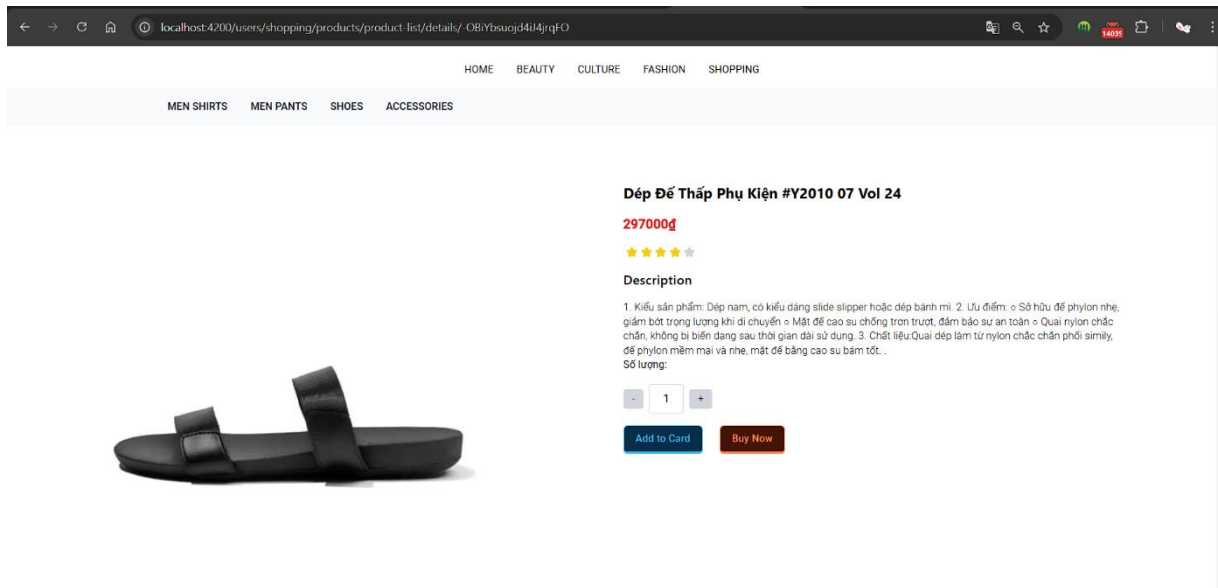 localhost:4200/users/shopping/products/product-list/details/-OBiYbsuojd4iJ4jrqFO
HOME BEAUTY CULTURE FASHION SHOPPING
MEN SHIRTS MEN PANTS SHOES ACCESSORIES
Dép Đế Thấp Phụ Kiện #Y2010 07 Vol 24
297000₫
Description
1. Kiểu sản phẩm: Dép nam, có kiểu dáng slide slipper hoặc dép bánh mì. 2. Ưu điểm: o Sở hữu đế phylon nhẹ,
giảm bớt trọng lượng khi di chuyển o Mặt đế cao su chống trơn trượt, đảm bảo sự an toàn o Quai nylon chắc
chắn, không bị biến dạng sau thời gian dài sử dụng. 3. Chất liệu:Quai dép làm từ nylon chắc chắn phối simily,
đế phylon mềm mại và nhẹ, mặt đế bằng cao su bám tốt. .
Số lượng:
- 1 +
Add to Card Buy Now